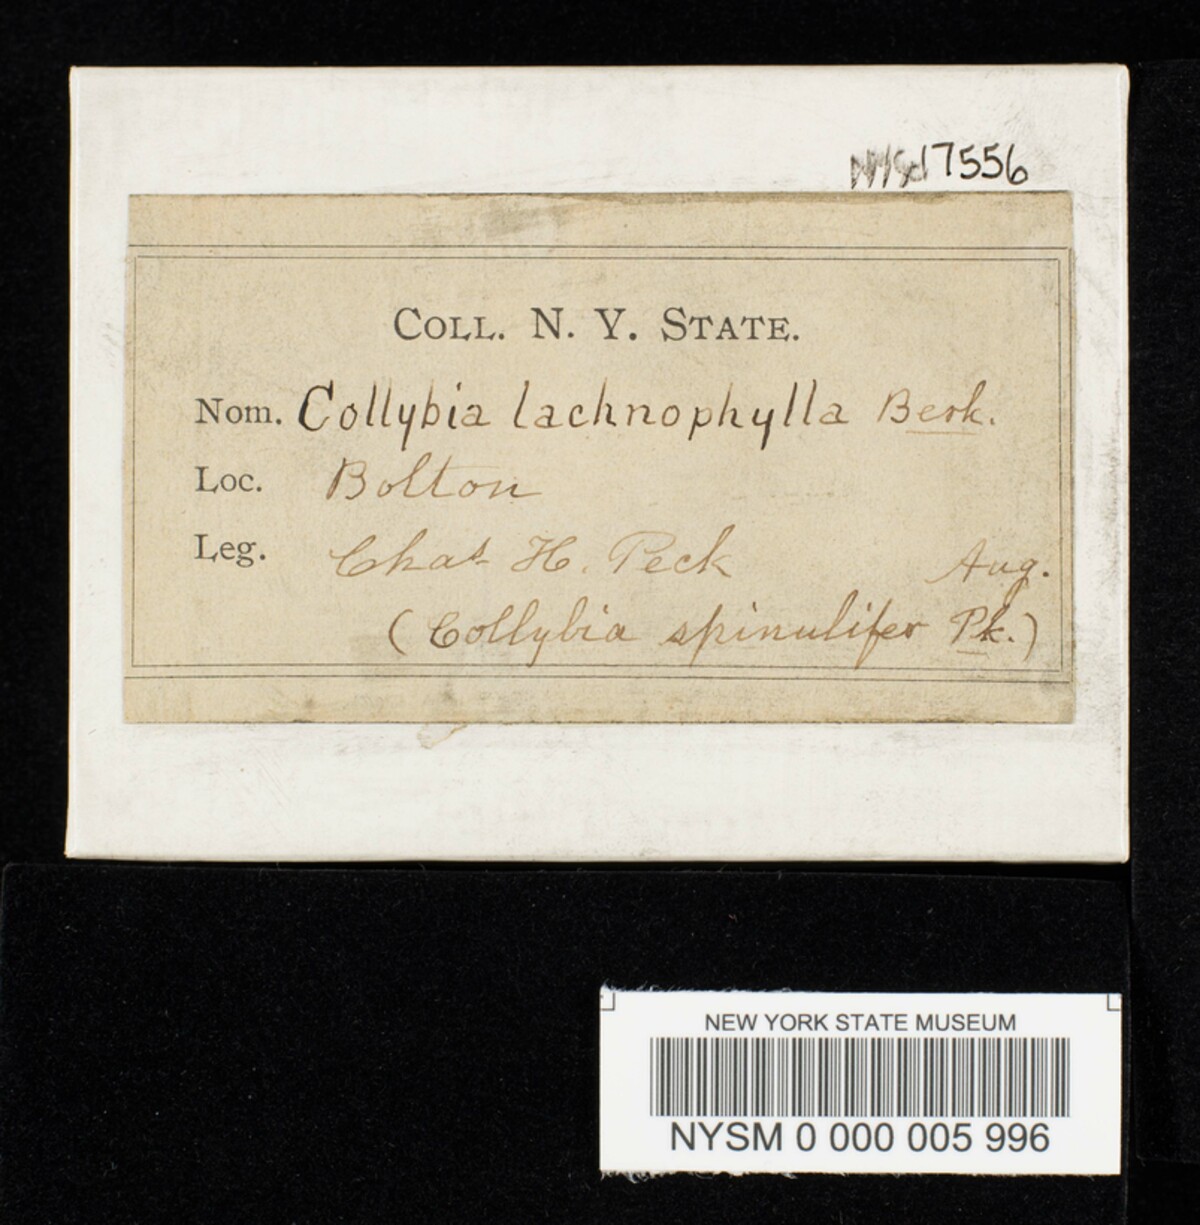 17556
COLL. N. Y. STATE.
Nom. Collybia lachnophylla Berk.
Loc. Bolton
Leg. Chas H. Peck Aug.
(Collybia spinulifer Pk.)
NEW YORK STATE MUSEUM
NYSM 0 000 005 996